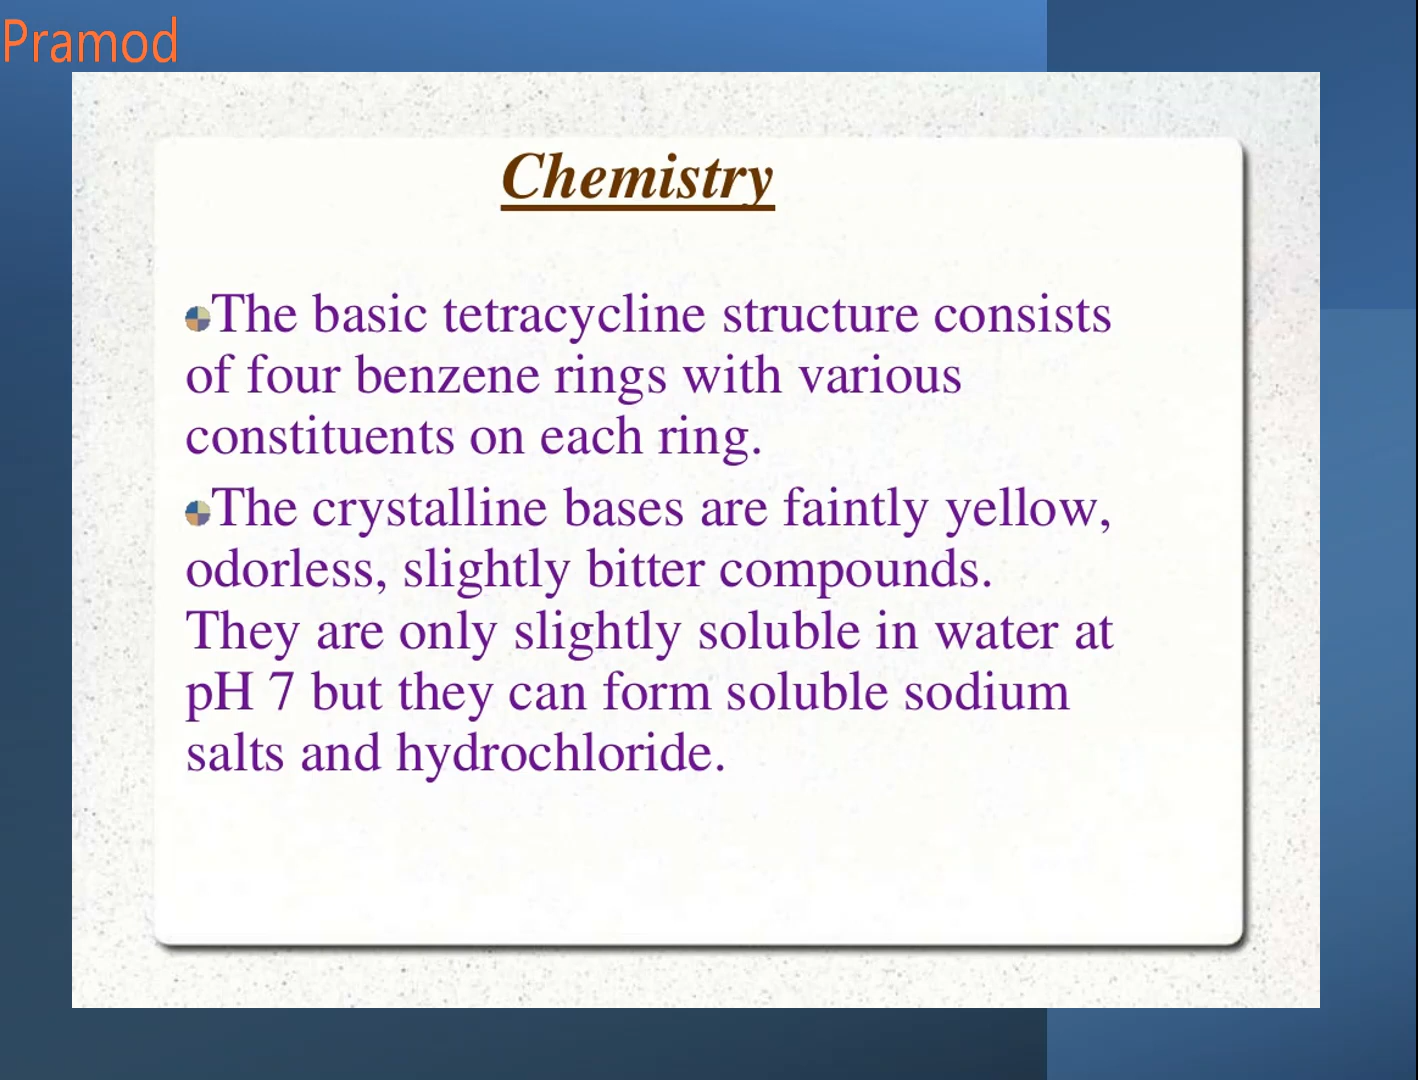 Pramod
Chemistry
The basic tetracycline structure consists
of four benzene rings with various
constituents on each ring.
The crystalline bases are faintly yellow,
odorless, slightly bitter compounds.
They are only slightly soluble in water at
pH 7 but they can form soluble sodium
salts and hydrochloride.